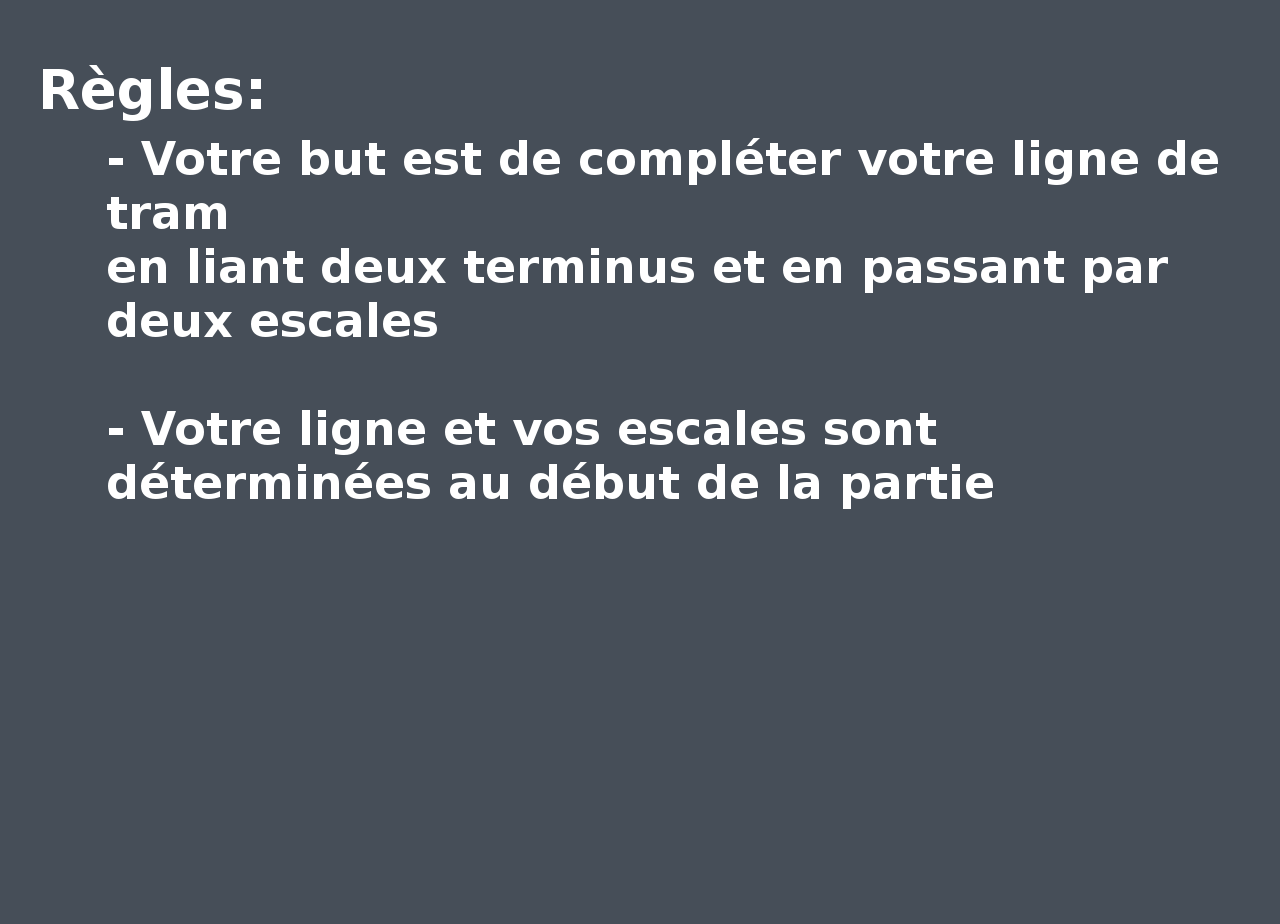 Règles:
- Votre but est de compléter votre ligne de
tram
en liant deux terminus et en passant par
deux escales
- Votre ligne et vos escales sont
déterminées au début de la partie